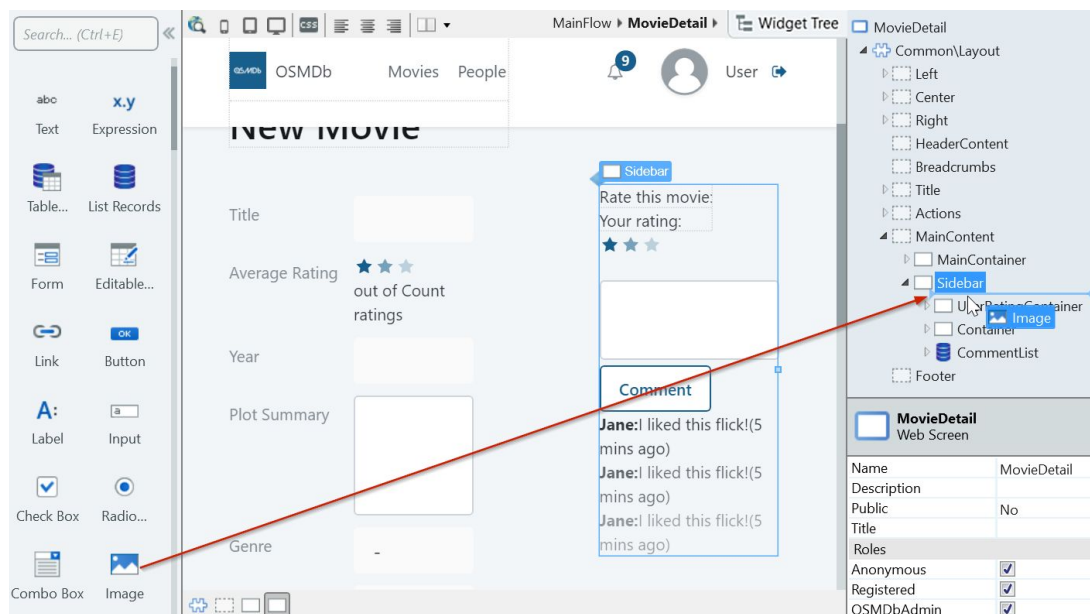 Search... (Ctrl+E)
abc
x.y
Text
Expression
Table...
List Records
Form
Editable...
OK
Link
Button
A:
a
Label
Input
Check Box
Radio...
Combo Box
Image
css
MainFlow
MovieDetail
Widget Tree
OSMDb
OSMDb
Movies
People
9
User
New Movie
Title
Average Rating
out of Count
ratings
Year
Plot Summary
Genre
-
Sidebar
Rate this movie:
Your rating:
Comment
Jane:I liked this flick!(5
mins ago)
Jane:I liked this flick!(5
mins ago)
Jane:I liked this flick!(5
mins ago)
MovieDetail
Common\Layout
Left
Center
Right
HeaderContent
Breadcrumbs
Title
Actions
MainContent
MainContainer
Sidebar
Image
Container
CommentList
Footer
MovieDetail
Web Screen
Name MovieDetail
Description
Public No
Title
Roles
Anonymous
Registered
OSMDbAdmin